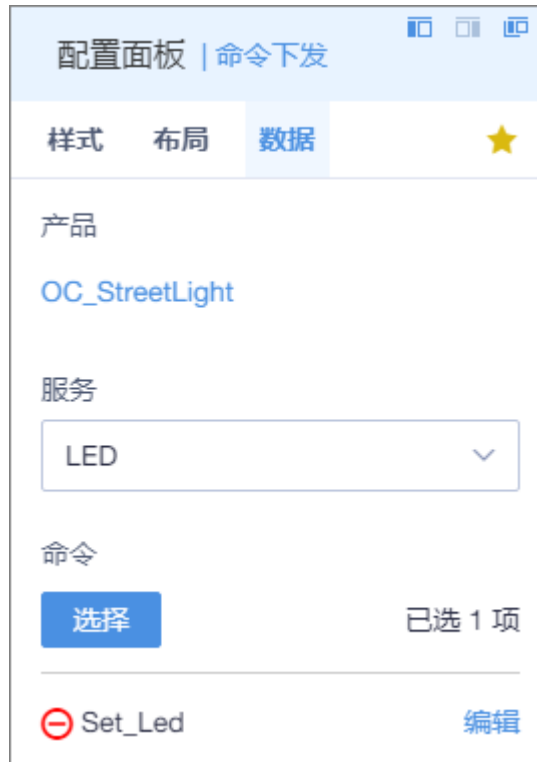 配置面板 | 命令下发
样式 布局 数据
产品
OC_StreetLight
服务
LED
命令
选择 已选 1 项
Set_Led 编辑